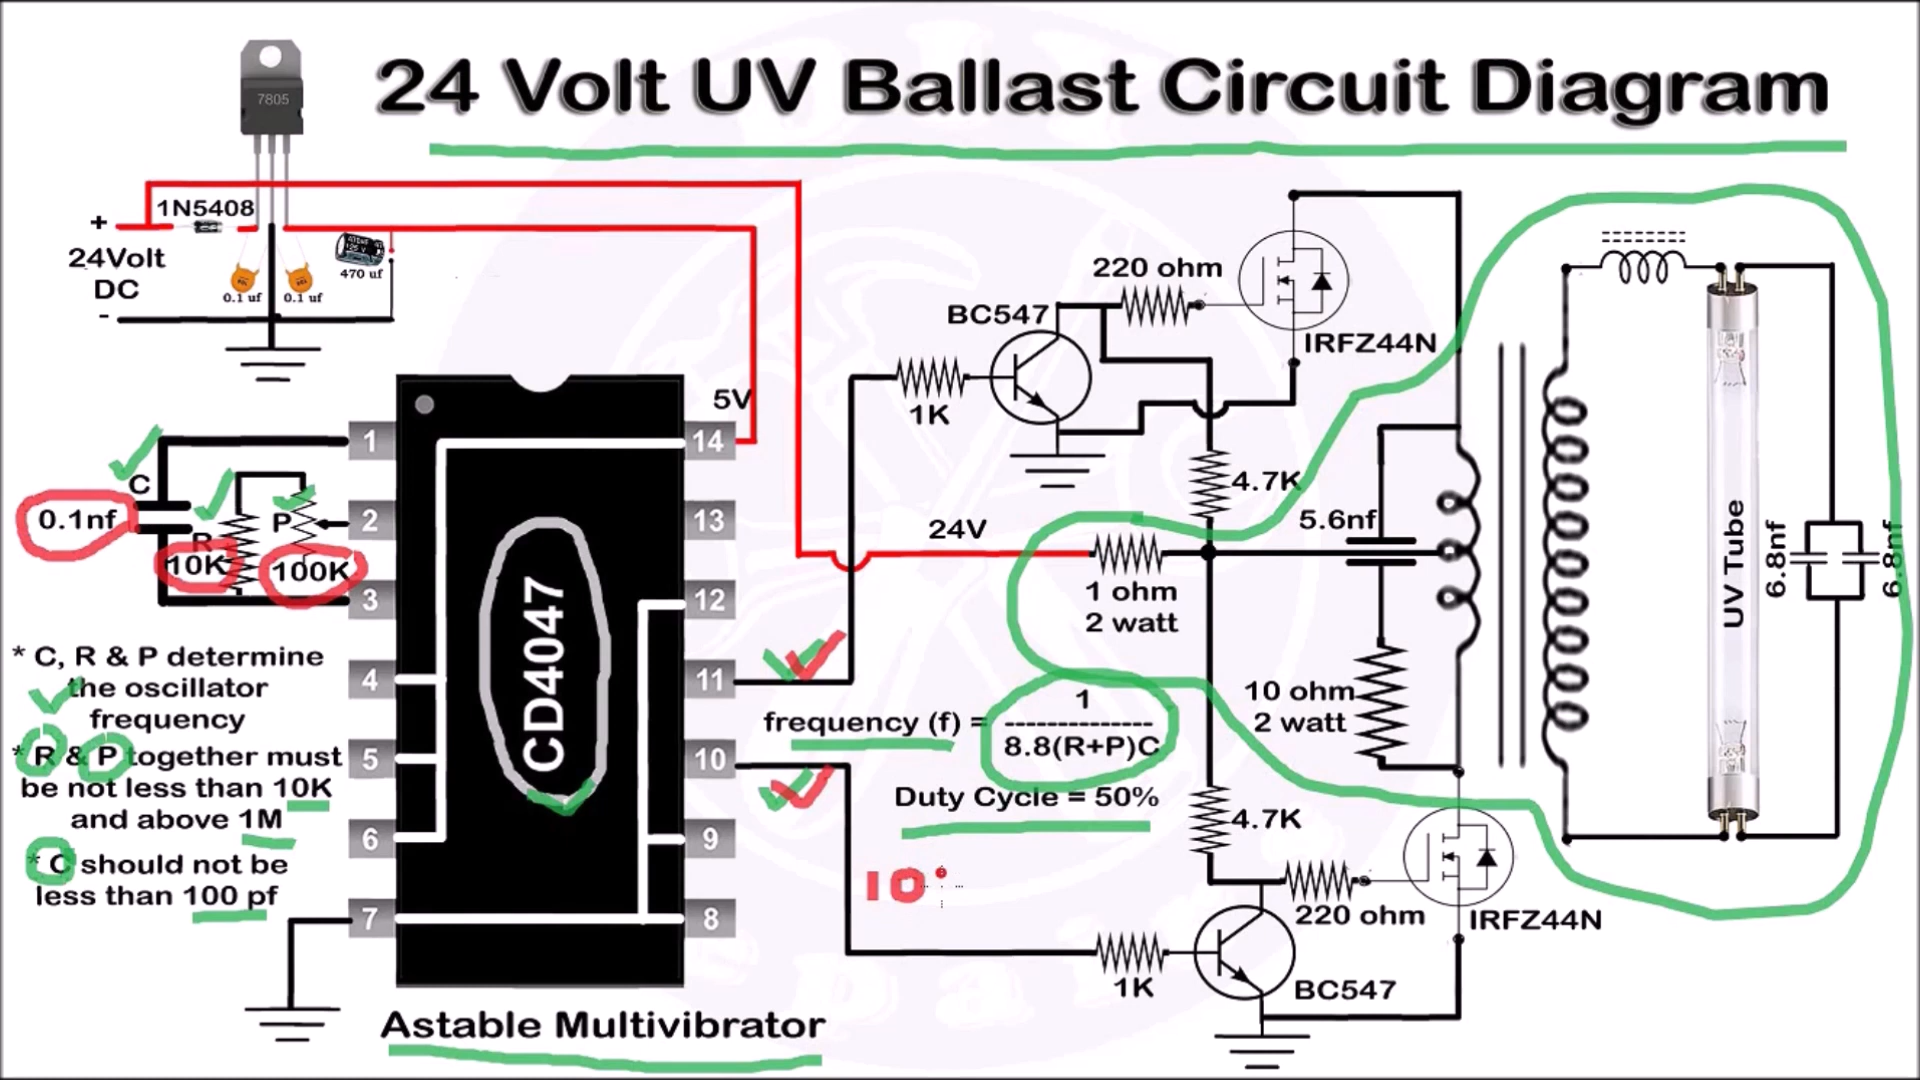 24 Volt UV Ballast Circuit Diagram
7805
+
1N5408
24Volt
DC
-
0.1 uf
0.1 uf
470 uf
5V
1
2
3
4
5
6
7
14
13
12
11
10
9
8
CD4047
C
0.1nf
R
10K
P
100K
* C, R & P determine
the oscillator
frequency
* R & P together must
be not less than 10K
and above 1M
* C should not be
less than 100 pf
Astable Multivibrator
BC547
220 ohm
IRFZ44N
1K
4.7K
24V
1 ohm
2 watt
5.6nf
10 ohm
2 watt
frequency (f) =
1
---------------
8.8(R+P)C
Duty Cycle = 50%
10
4.7K
220 ohm
IRFZ44N
1K
BC547
UV Tube
6.8nf
6.8nf